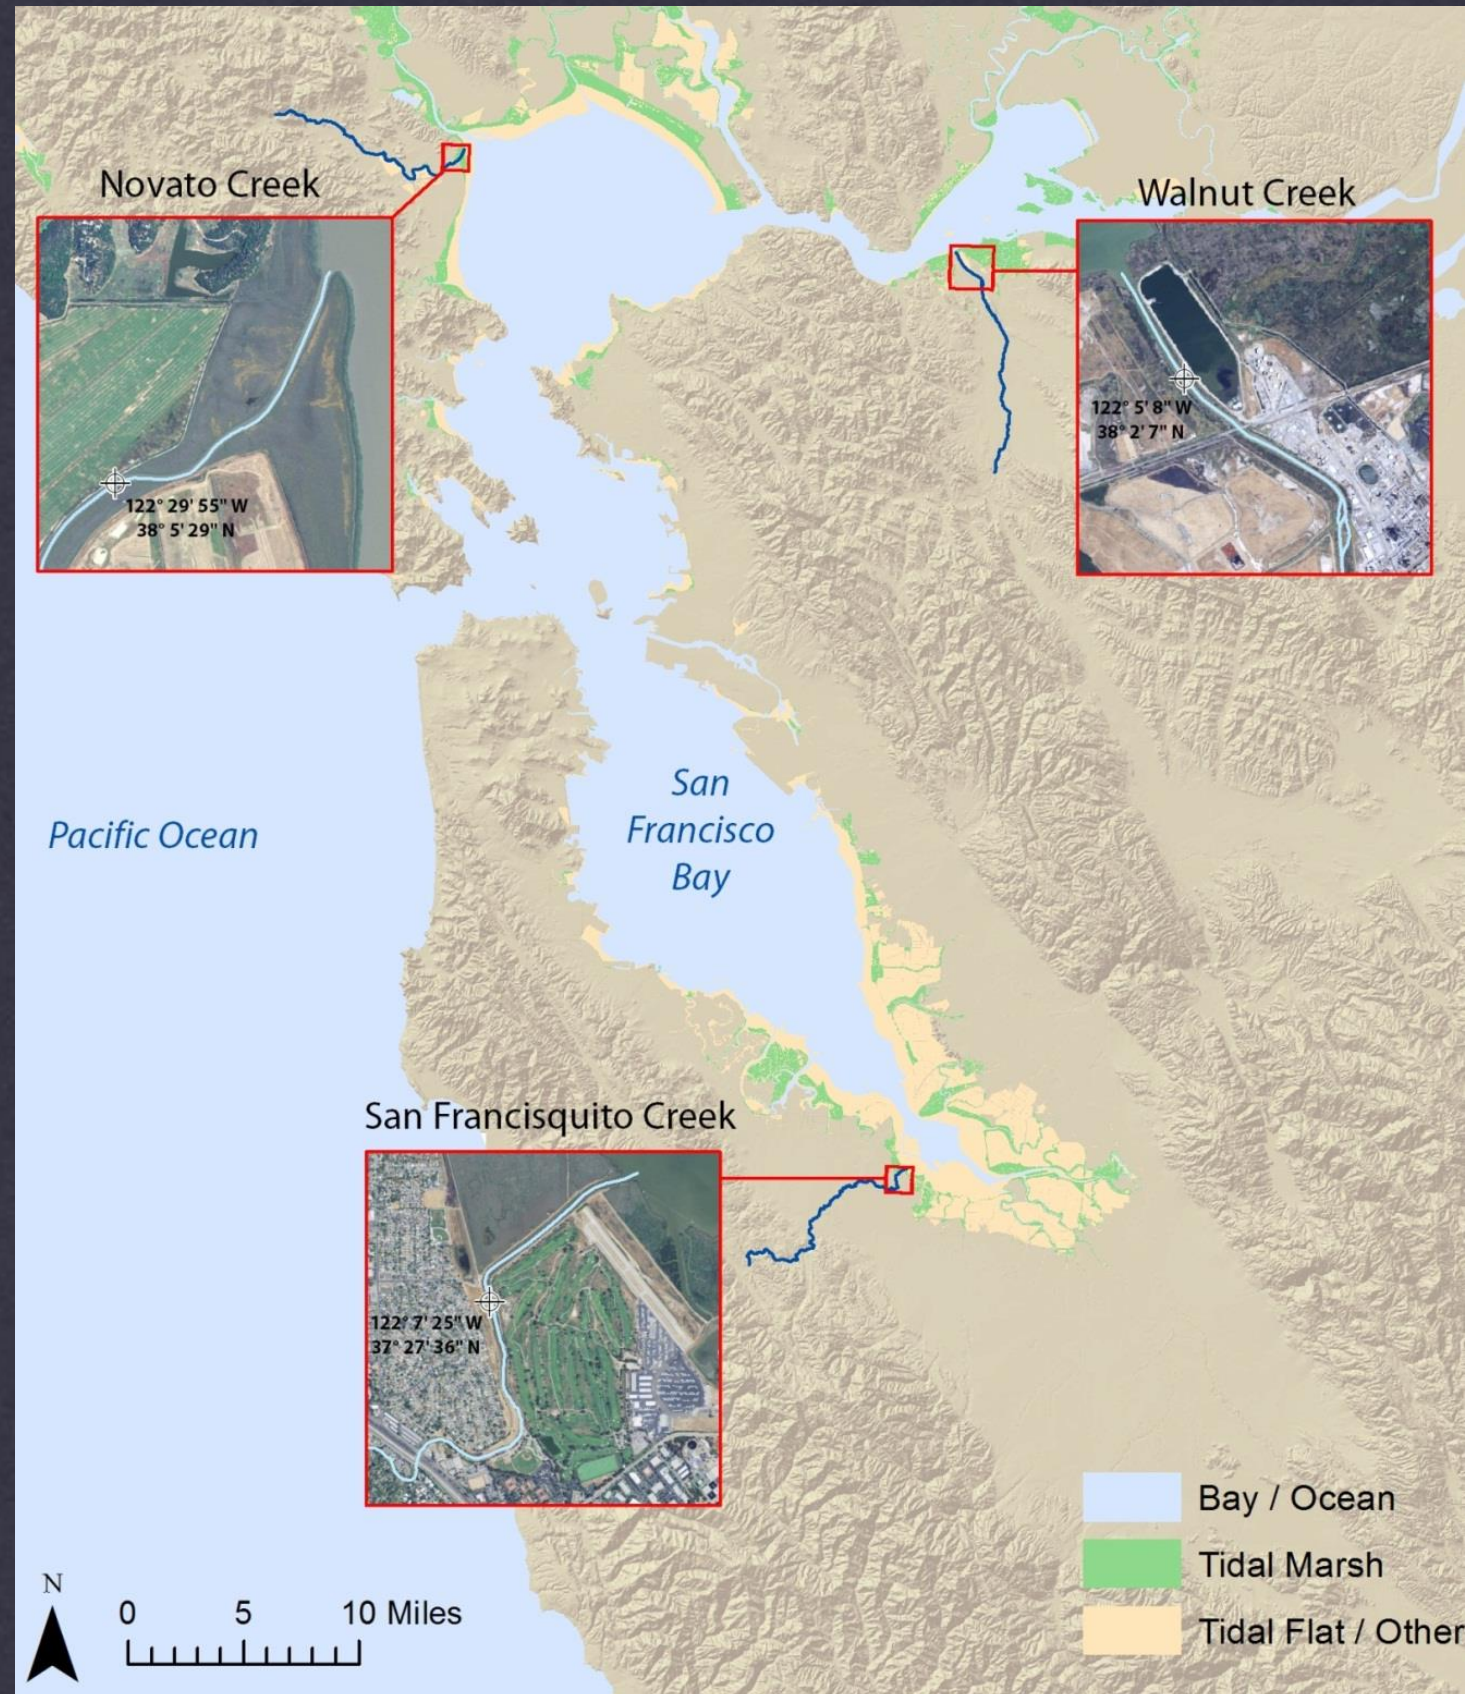 Novato Creek
122° 29' 55" W
38° 5' 29" N
Walnut Creek
122° 5' 8" W
38° 2' 7" N
San
Francisco
Bay
Pacific Ocean
San Francisquito Creek
122° 7' 25" W
37° 27' 36" N
Bay / Ocean
Tidal Marsh
Tidal Flat / Other
N
0 5 10 Miles